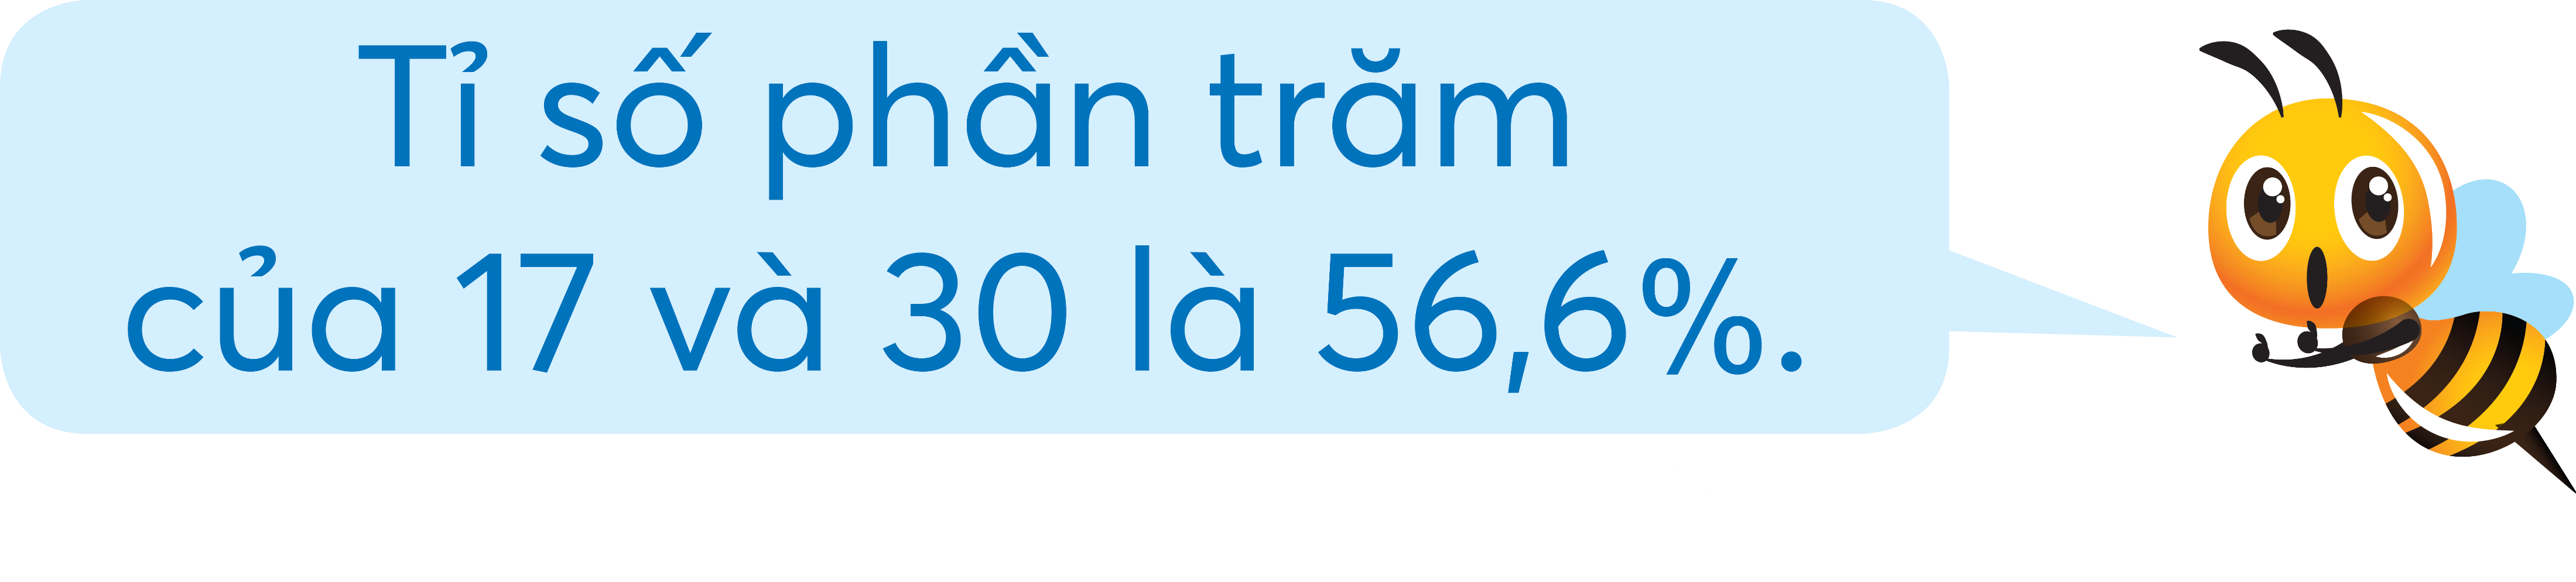 Tỉ số phần trăm
của 17 và 30 là 56,6%.